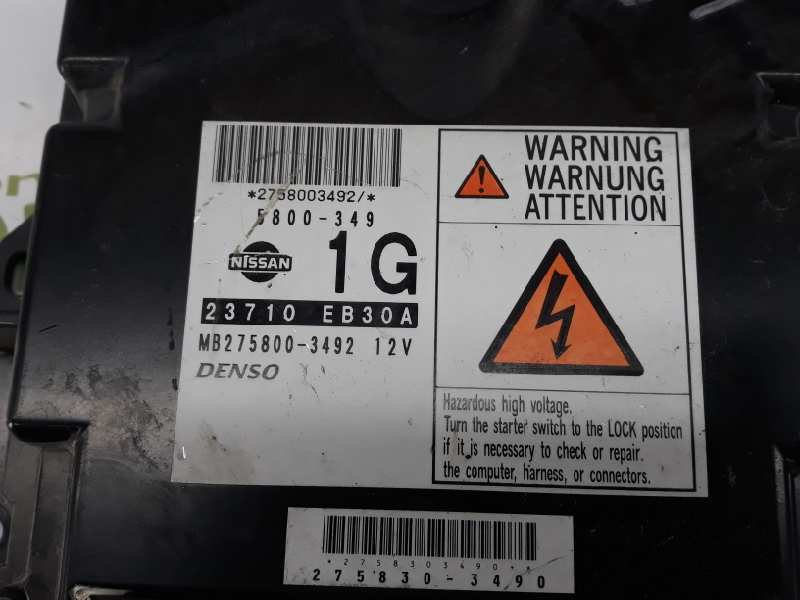 *2758003492/*
5800-349
NISSAN
1G
23710 EB30A
MB275800-3492 12V
DENSO
WARNING
WARNUNG
ATTENTION
Hazardous high voltage.
Turn the starter switch to the LOCK position
if it is necessary to check or repair.
the computer, harness, or connectors.
*2758303490**
275830-3490